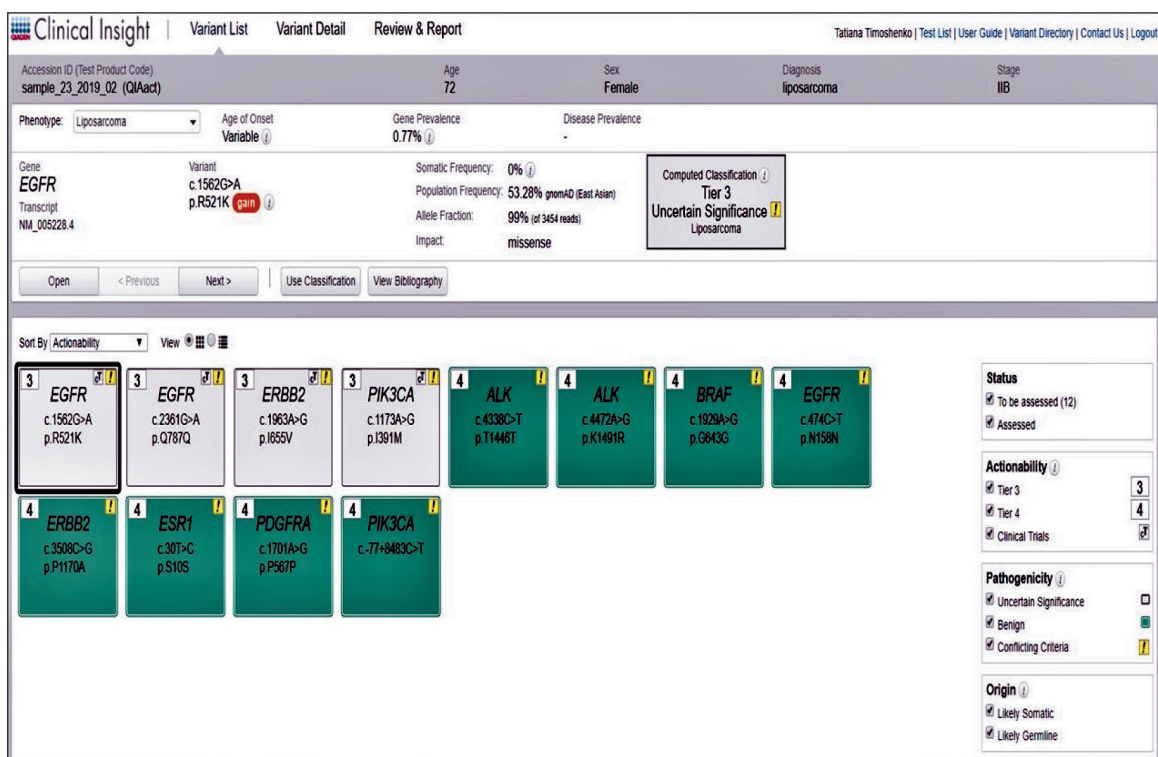 QIAGEN Clinical Insight Variant List Variant Detail Review & Report Tatiana Timoshenko | Test List | User Guide | Variant Directory | Contact Us | Logout
Accession ID (Test Product Code) Age Sex Diagnosis Stage
sample_23_2019_02 (QIAact) 72 Female liposarcoma IIB
Phenotype: Liposarcoma Age of Onset Gene Prevalence Disease Prevalence
Variable i 0.77% i -
Gene Variant Somatic Frequency: 0% i Computed Classification i
EGFR c.1562G>A Population Frequency: 53.28% gnomAD (East Asian) Tier 3
Transcript p.R521K gain i Allele Fraction: 99% (of 3454 reads) Uncertain Significance !
NM_005228.4 Impact: missense Liposarcoma
Open < Previous Next > Use Classification View Bibliography
Sort By Actionability View
3 ! 3 ! 3 ! 3 ! 4 ! 4 ! 4 ! 4 !
EGFR EGFR ERBB2 PIK3CA ALK ALK BRAF EGFR
c.1562G>A c.2361G>A c.1963A>G c.1173A>G c.4338C>T c.4472A>G c.1929A>G c.474C>T
p.R521K p.Q787Q p.I655V p.I391M p.T1446T p.K1491R p.G643G p.N158N
4 ! 4 ! 4 ! 4 !
ERBB2 ESR1 PDGFRA PIK3CA
c.3508C>G c.30T>C c.1701A>G c.-77+8483C>T
p.P1170A p.S10S p.P567P
Status
To be assessed (12)
Assessed
Actionability i
Tier 3 3
Tier 4 4
Clinical Trials
Pathogenicity i
Uncertain Significance
Benign
Conflicting Criteria !
Origin i
Likely Somatic
Likely Germline